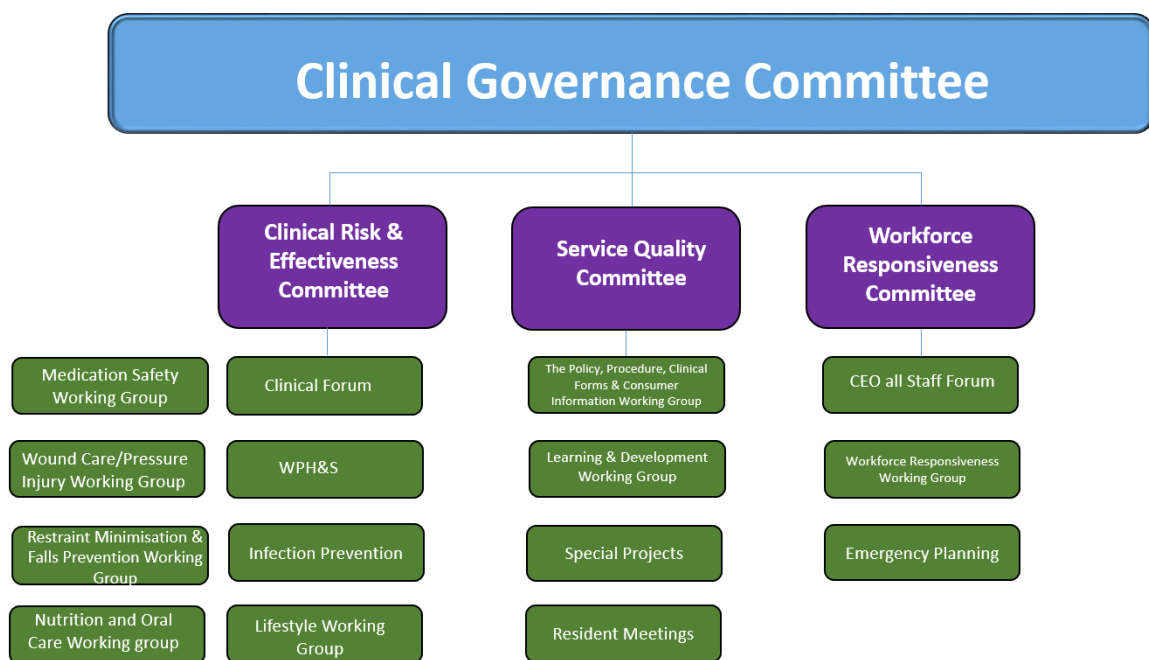 Clinical Governance Committee
Clinical Risk &
Effectiveness
Committee
Service Quality
Committee
Workforce
Responsiveness
Committee
Medication Safety
Working Group
Clinical Forum
The Policy, Procedure, Clinical
Forms & Consumer
Information Working Group
CEO all Staff Forum
Wound Care/Pressure
Injury Working Group
WPH&S
Learning & Development
Working Group
Workforce Responsiveness
Working Group
Restraint Minimisation &
Falls Prevention Working
Group
Infection Prevention
Special Projects
Emergency Planning
Nutrition and Oral
Care Working group
Lifestyle Working
Group
Resident Meetings